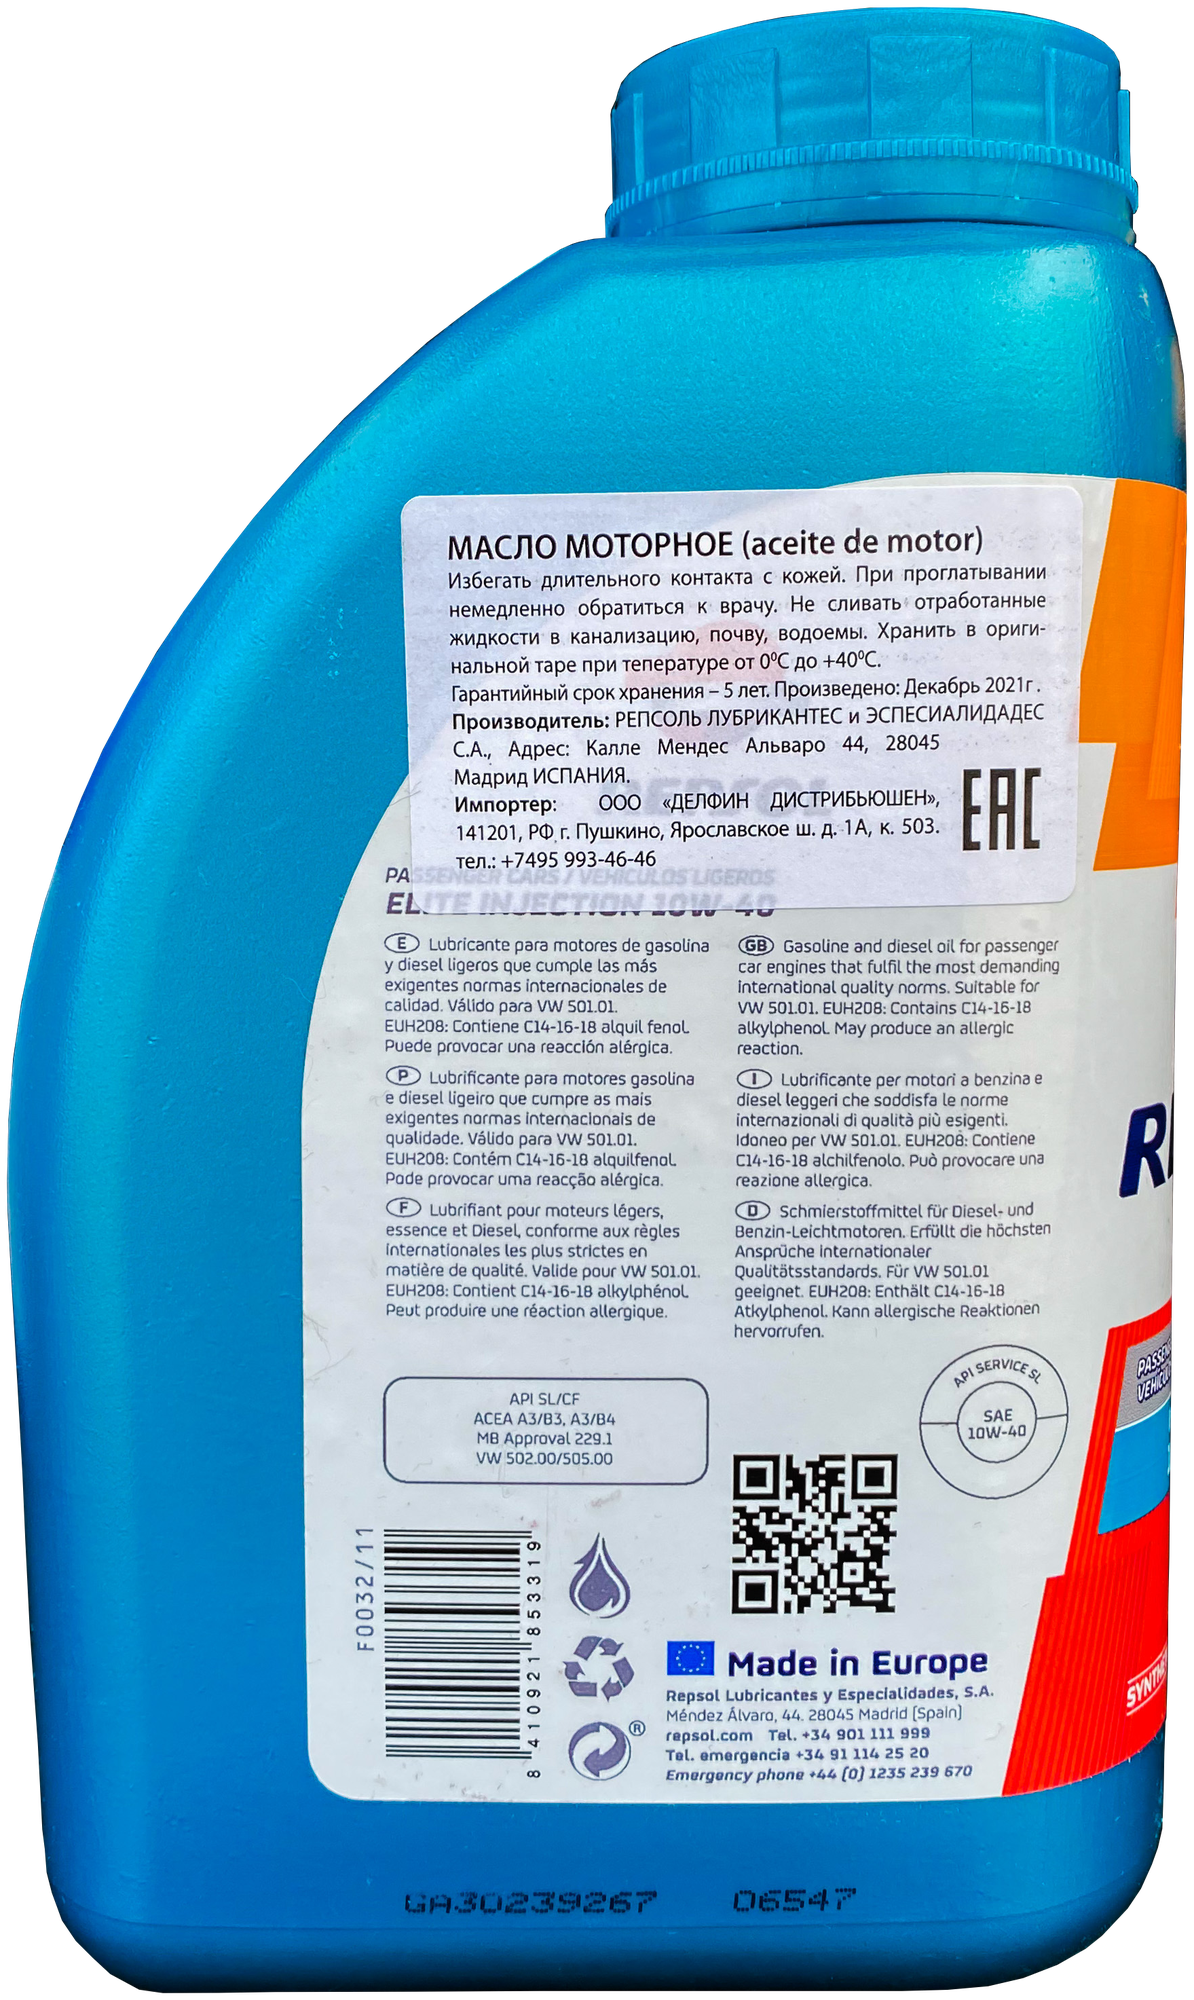 МАСЛО МОТОРНОЕ (aceite de motor)
Избегать длительного контакта с кожей. При проглатывании
немедленно обратиться к врачу. Не сливать отработанные
жидкости в канализацию, почву, водоемы. Хранить в ориги-
нальной таре при температуре от 0⁰С до +40⁰С.
Гарантийный срок хранения – 5 лет. Произведено: Декабрь 2021г.
Производитель: РЕПСОЛЬ ЛУБРИКАНТЕС и ЭСПЕСИАЛИДАДЕС
С.А., Адрес: Калле Мендес Альваро 44, 28045
Мадрид ИСПАНИЯ.
Импортер: ООО «ДЕЛФИН ДИСТРИБЬЮШЕН»,
141201, РФ, г. Пушкино, Ярославское ш. д. 1А, к. 503.
тел.: +7495 993-46-46
EAC
PASSENGER CARS / VEHÍCULOS LIGEROS
ELITE INJECTION 10W-40
E Lubricante para motores de gasolina
y diesel ligeros que cumple las más
exigentes normas internacionales de
calidad. Válido para VW 501.01.
EUH208: Contiene C14-16-18 alquil fenol.
Puede provocar una reacción alérgica.
P Lubrificante para motores gasolina
e diesel ligeiro que cumpre as mais
exigentes normas internacionais de
qualidade. Válido para VW 501.01.
EUH208: Contém C14-16-18 alquilfenol.
Pode provocar uma reacção alérgica.
F Lubrifiant pour moteurs légers,
essence et Diesel, conforme aux règles
internationales les plus strictes en
matière de qualité. Valide pour VW 501.01.
EUH208: Contient C14-16-18 alkylphénol.
Peut produire une réaction allergique.
GB Gasoline and diesel oil for passenger
car engines that fulfil the most demanding
international quality norms. Suitable for
VW 501.01. EUH208: Contains C14-16-18
alkylphenol. May produce an allergic
reaction.
I Lubrificante per motori a benzina e
diesel leggeri che soddisfa le norme
internazionali di qualità più esigenti.
Idoneo per VW 501.01. EUH208: Contiene
C14-16-18 alchilfenolo. Può provocare una
reazione allergica.
D Schmierstoffmittel für Diesel- und
Benzin-Leichtmotoren. Erfüllt die höchsten
Ansprüche internationaler
Qualitätsstandards. Für VW 501.01
geeignet. EUH208: Enthält C14-16-18
Atkylphenol. Kann allergische Reaktionen
hervorrufen.
API SL/CF
ACEA A3/B3, A3/B4
MB Approval 229.1
VW 502.00/505.00
API SERVICE SL
SAE
10W-40
F0032/11
8 410921 853319
®
Made in Europe
Repsol Lubricantes y Especialidades, S.A.
Méndez Álvaro, 44. 28045 Madrid (Spain)
repsol.com Tel. +34 901 111 999
Tel. emergencia +34 91 114 25 20
Emergency phone +44 (0) 1235 239 670
GA30239267 06547